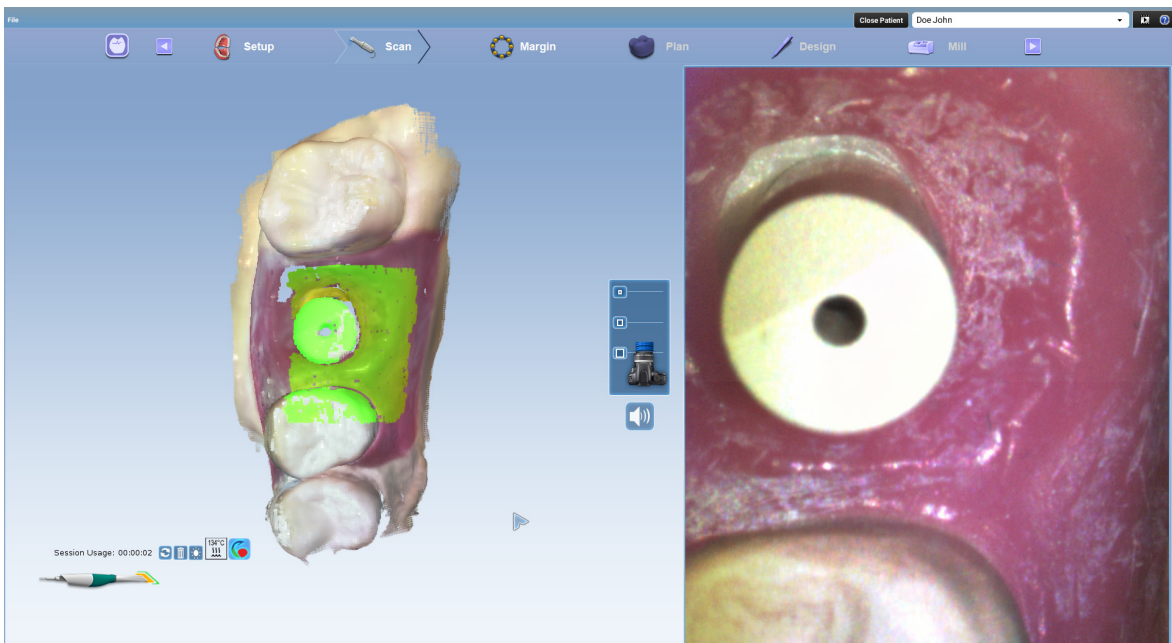 File
Close Patient
Doe John
Setup
Scan
Margin
Plan
Design
Mill
Session Usage: 00:00:02
134°C